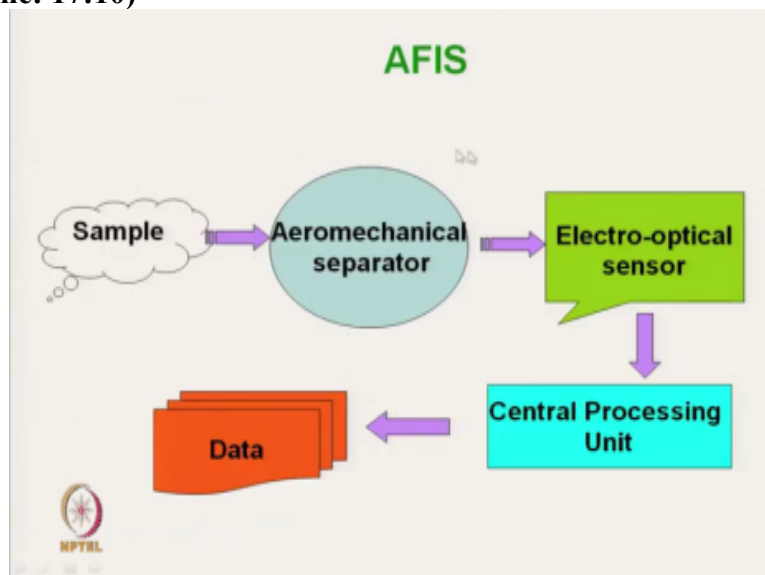 AFIS
Sample
Aeromechanical
separator
Electro-optical
sensor
Central Processing
Unit
Data
NPTEL